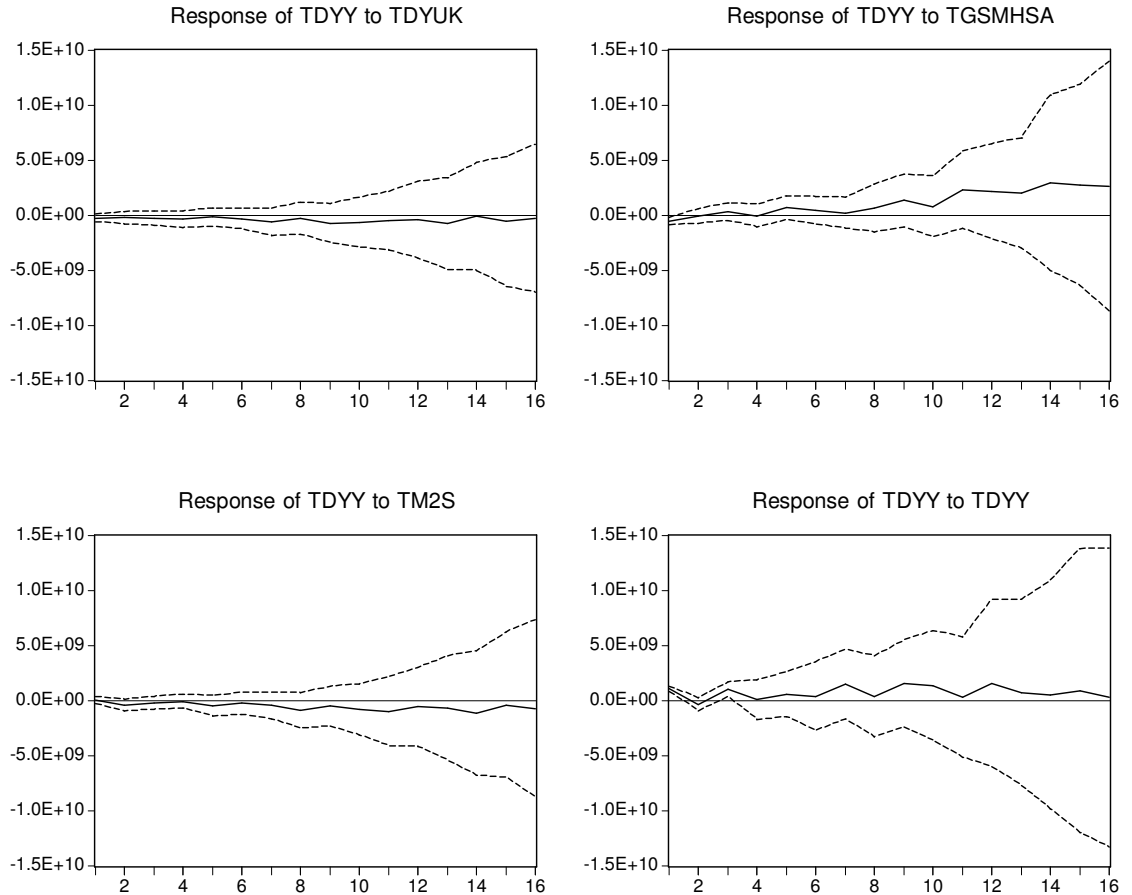 Response of TDYY to TDYUK
1.5E+10
1.0E+10
5.0E+09
0.0E+00
-5.0E+09
-1.0E+10
-1.5E+10
2 4 6 8 10 12 14 16
Response of TDYY to TGSMHSA
1.5E+10
1.0E+10
5.0E+09
0.0E+00
-5.0E+09
-1.0E+10
-1.5E+10
2 4 6 8 10 12 14 16
Response of TDYY to TM2S
1.5E+10
1.0E+10
5.0E+09
0.0E+00
-5.0E+09
-1.0E+10
-1.5E+10
2 4 6 8 10 12 14 16
Response of TDYY to TDYY
1.5E+10
1.0E+10
5.0E+09
0.0E+00
-5.0E+09
-1.0E+10
-1.5E+10
2 4 6 8 10 12 14 16